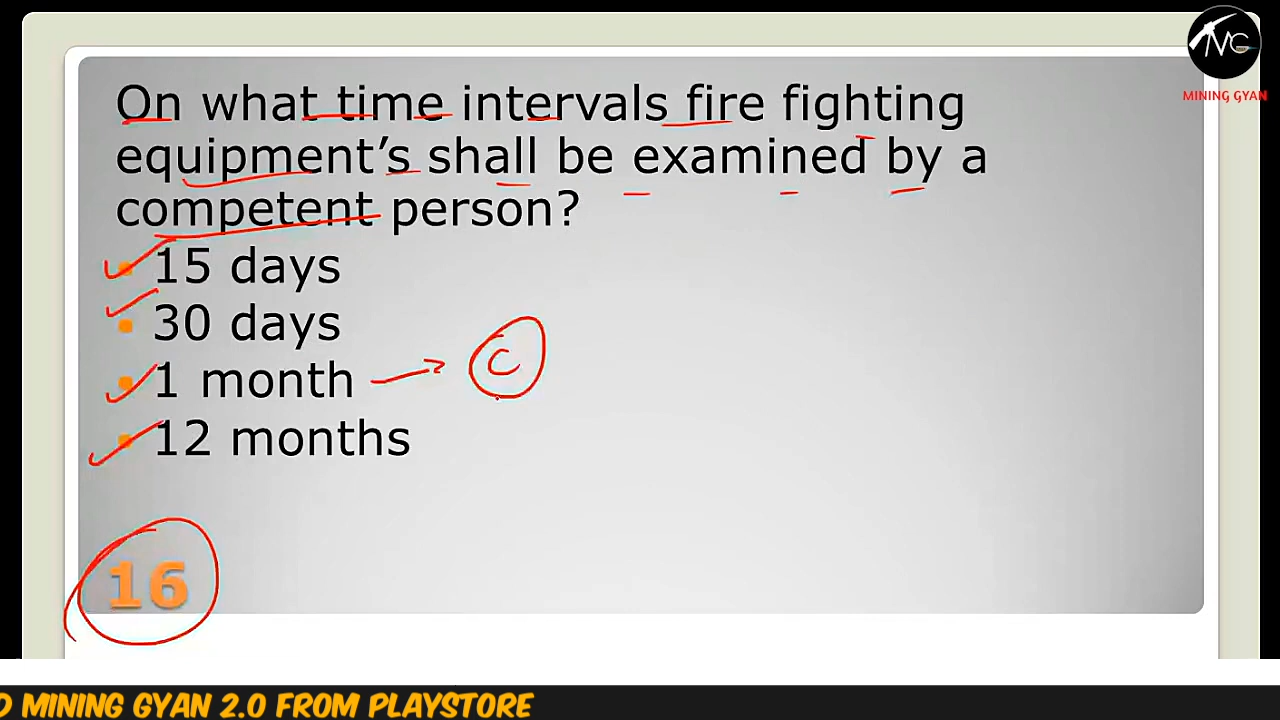 MC
MINING GYAN
On what time intervals fire fighting
equipment’s shall be examined by a
competent person?
• 15 days
• 30 days
• 1 month → C
• 12 months
16
D MINING GYAN 2.0 FROM PLAYSTORE